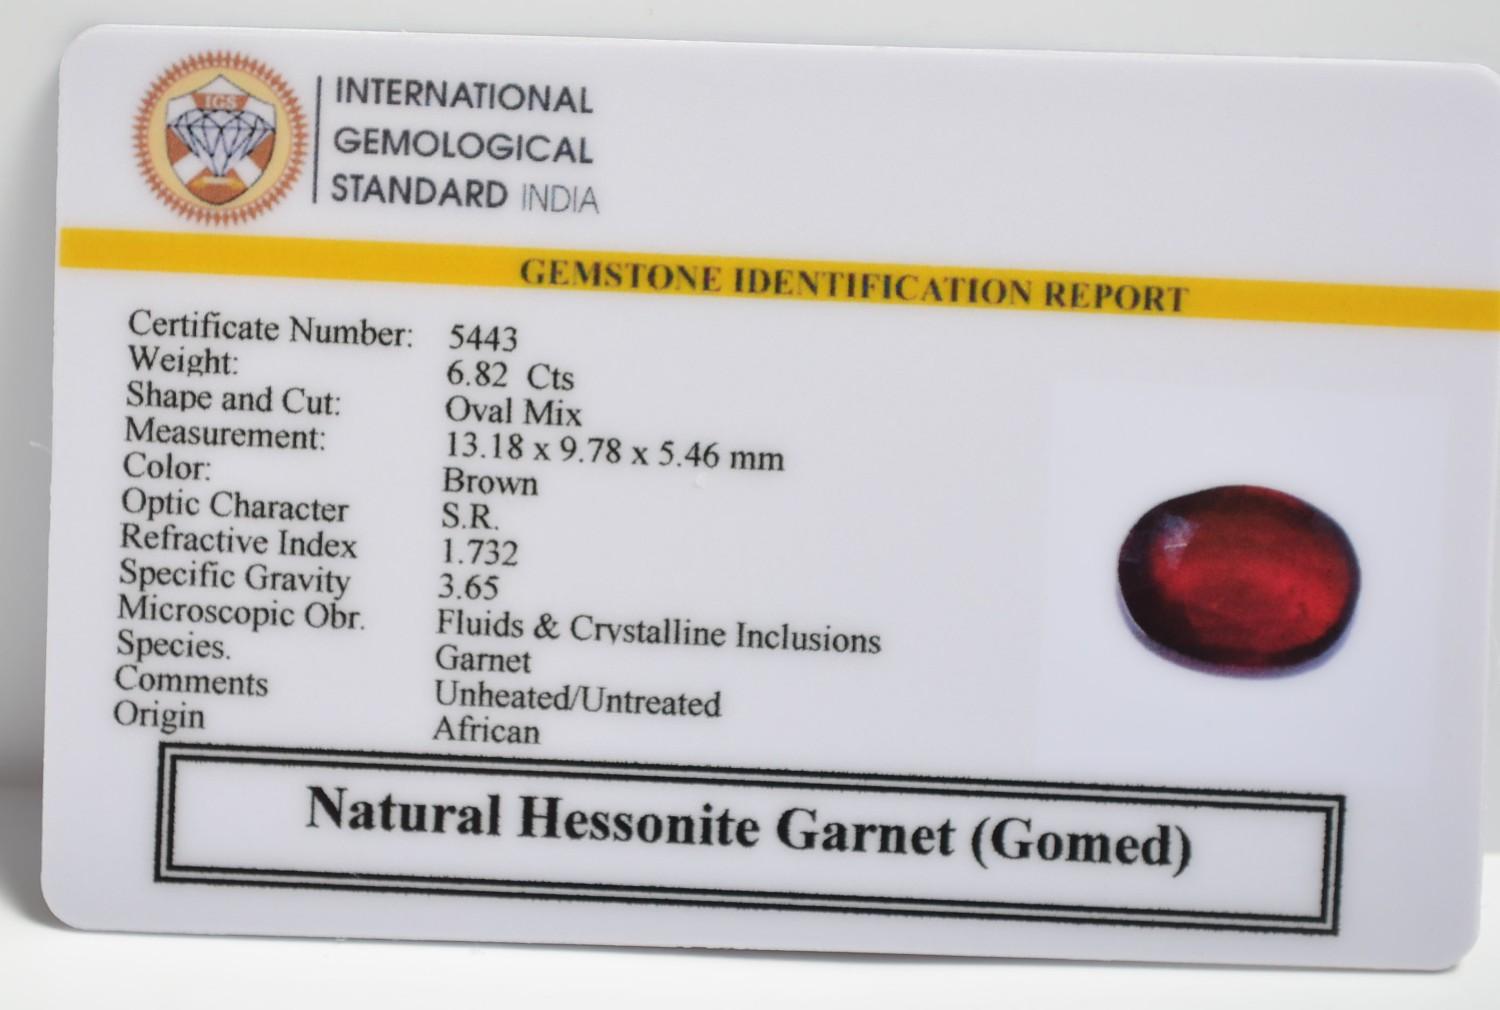 IGS
INTERNATIONAL
GEMOLOGICAL
STANDARD INDIA
GEMSTONE IDENTIFICATION REPORT
Certificate Number: 5443
Weight: 6.82 Cts
Shape and Cut: Oval Mix
Measurement: 13.18 x 9.78 x 5.46 mm
Color: Brown
Optic Character S.R.
Refractive Index 1.732
Specific Gravity 3.65
Microscopic Obr. Fluids & Crystalline Inclusions
Species. Garnet
Comments Unheated/Untreated
Origin African
Natural Hessonite Garnet (Gomed)